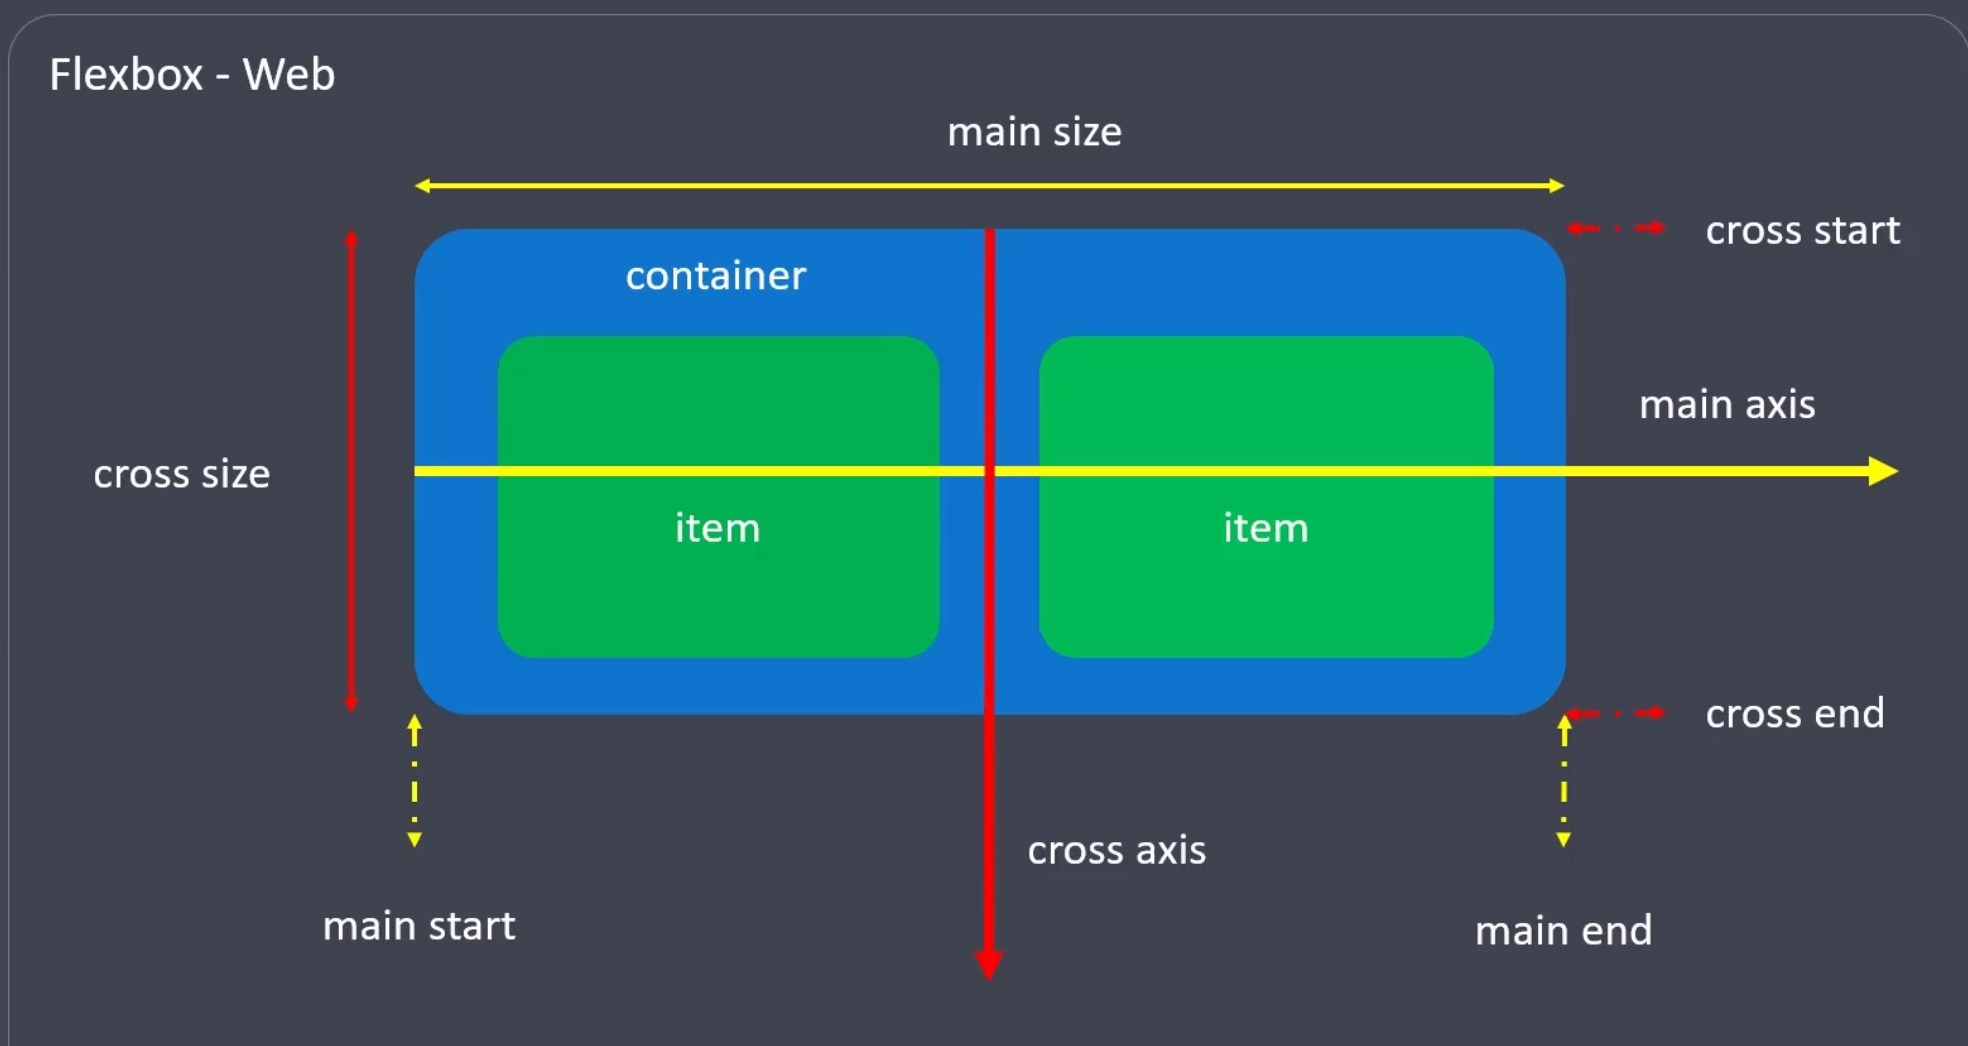 Flexbox - Web
main size
cross start
container
main axis
cross size
item
item
cross end
cross axis
main start
main end